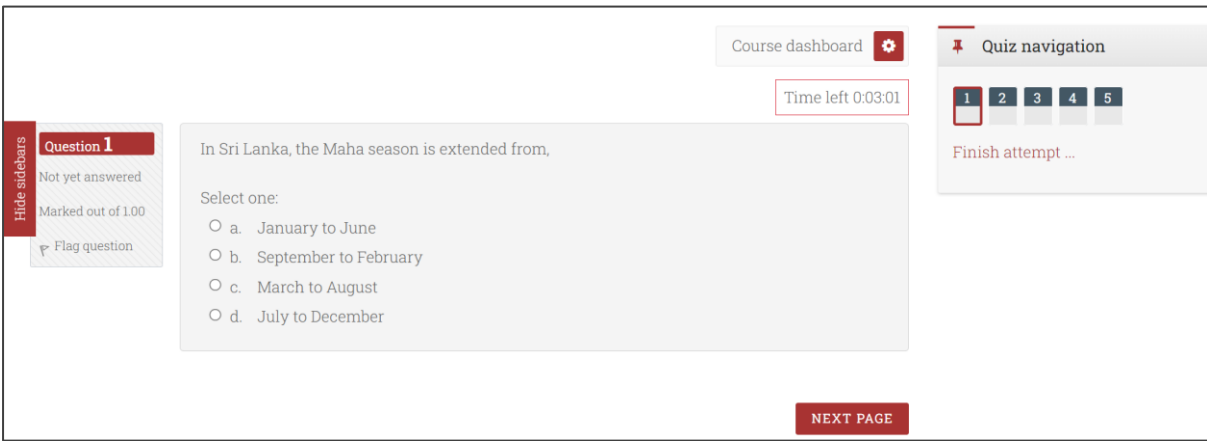 Course dashboard
Time left 0:03:01
Hide sidebars
Question 1
Not yet answered
Marked out of 1.00
Flag question
In Sri Lanka, the Maha season is extended from,
Select one:
a. January to June
b. September to February
c. March to August
d. July to December
NEXT PAGE
Quiz navigation
1 2 3 4 5
Finish attempt ...